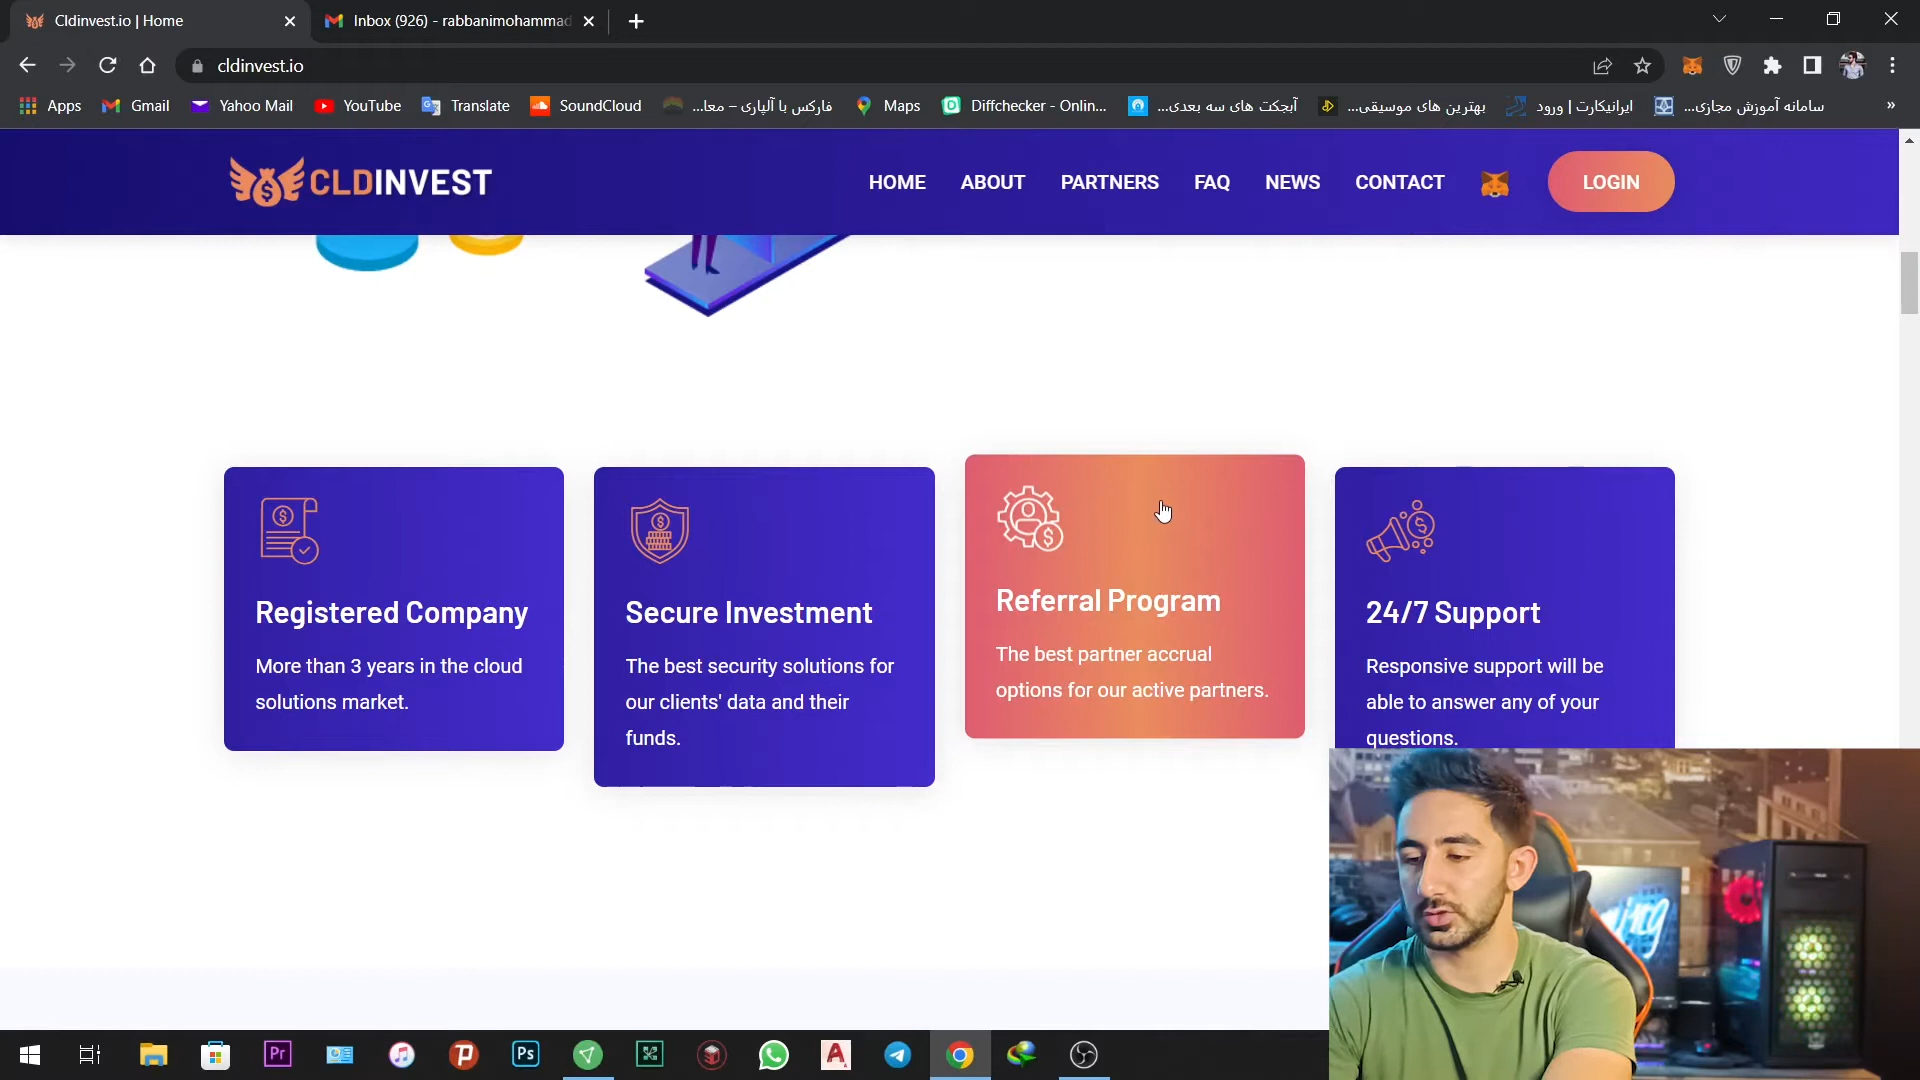 Cldinvest.io | Home
Inbox (926) - rabbanimohammad
cldinvest.io
Apps
Gmail
Yahoo Mail
YouTube
Translate
SoundCloud
فارکس با آلپاری – معا...
Maps
Diffchecker - Onlin...
آبجکت های سه بعدی...
بهترین های موسیقی...
ایرانیکارت | ورود
سامانه آموزش مجازی...
CLDINVEST
HOME
ABOUT
PARTNERS
FAQ
NEWS
CONTACT
LOGIN
Registered Company
More than 3 years in the cloud
solutions market.
Secure Investment
The best security solutions for
our clients' data and their
funds.
Referral Program
The best partner accrual
options for our active partners.
24/7 Support
Responsive support will be
able to answer any of your
questions.
Pr
Ps